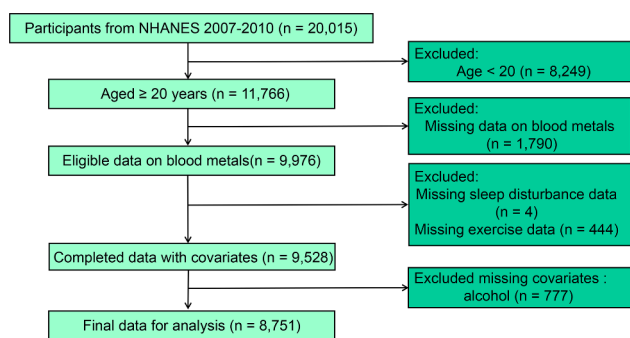 Participants from NHANES 2007-2010 (n = 20,015)
Excluded:
Age < 20 (n = 8,249)
Aged ≥ 20 years (n = 11,766)
Excluded:
Missing data on blood metals
(n = 1,790)
Eligible data on blood metals(n = 9,976)
Excluded:
Missing sleep disturbance data
(n = 4)
Missing exercise data (n = 444)
Completed data with covariates (n = 9,528)
Excluded missing covariates :
alcohol (n = 777)
Final data for analysis (n = 8,751)